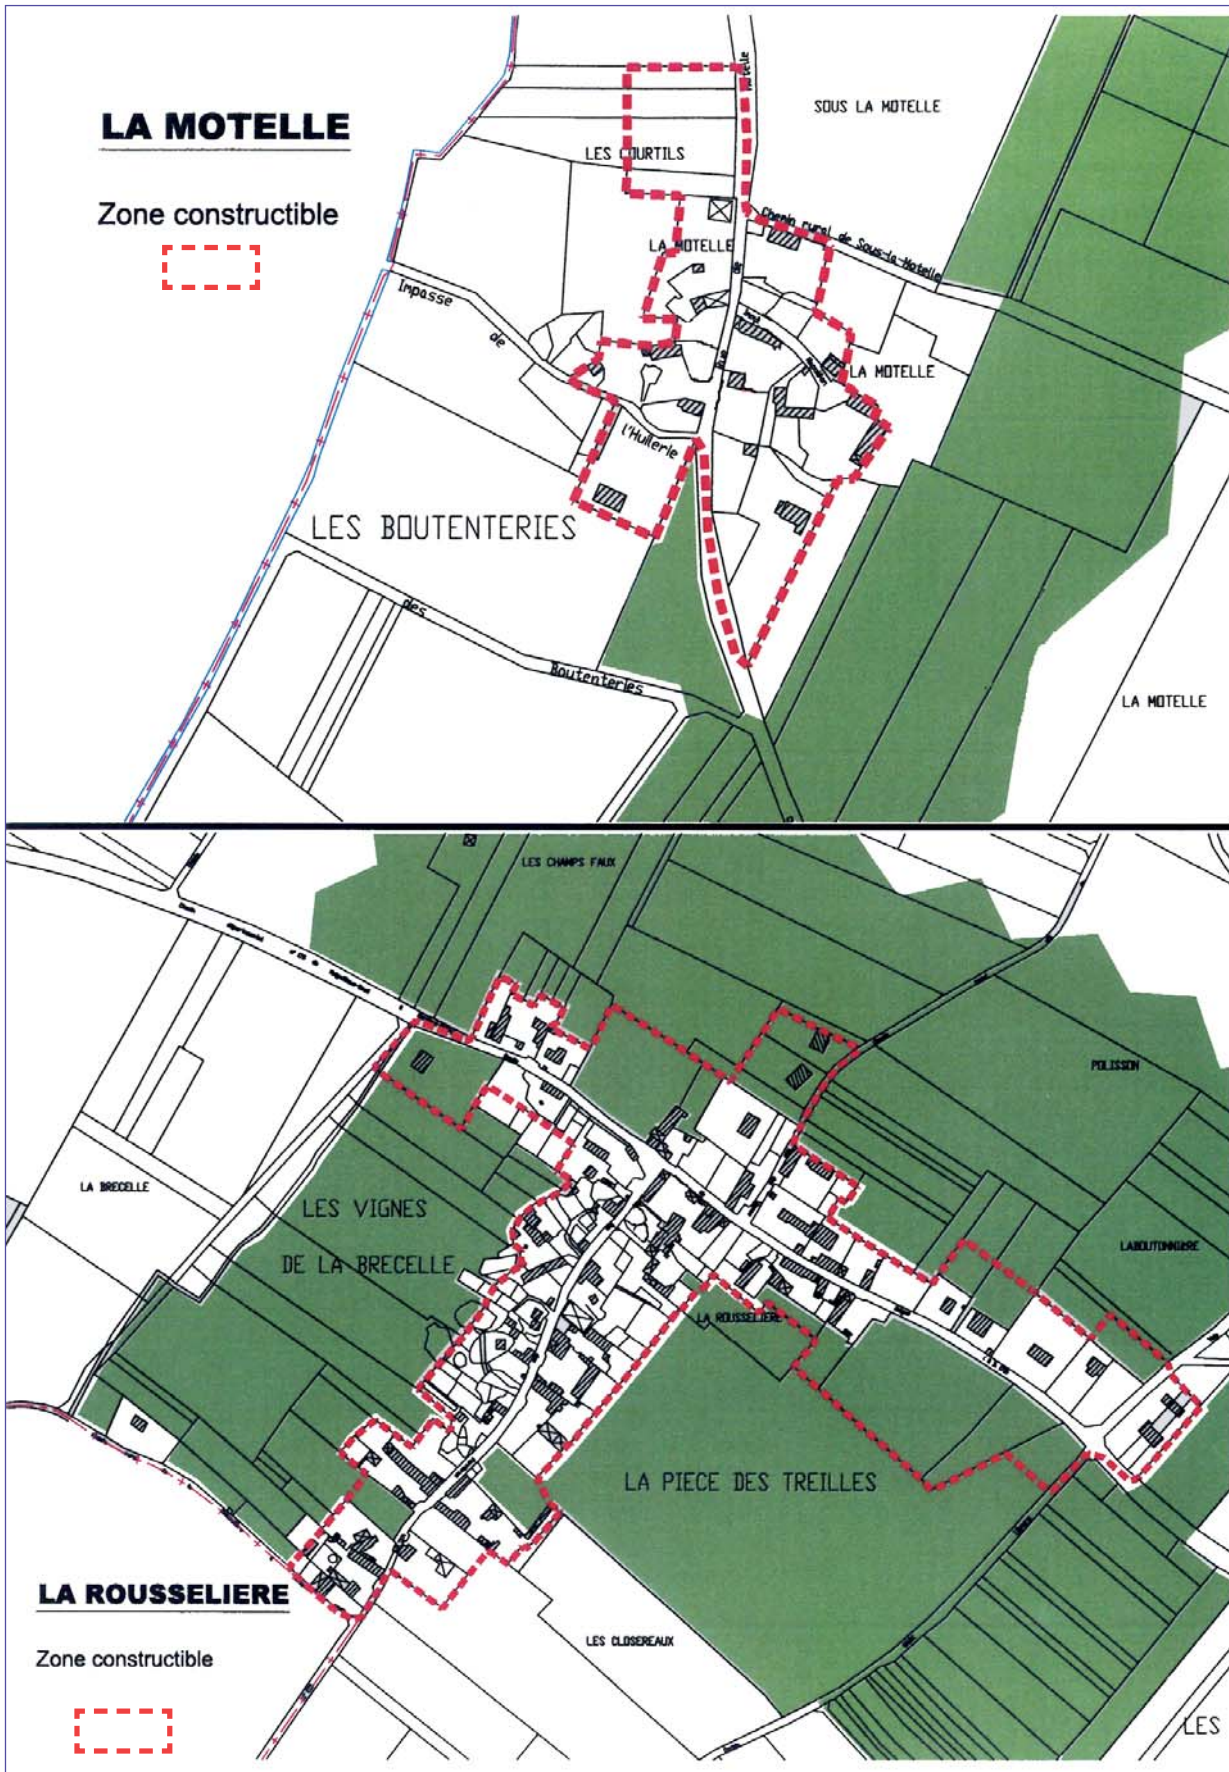 LA MOTELLE
Zone constructible
SOUS LA MOTELLE
LES COURTILS
Chemin rural de Sous-la-Motelle
LA MOTELLE
Impasse
de
l'Huilerie
Rue
de
LA MOTELLE
LES BOUTENTERIES
des
Boutenteries
LA MOTELLE
LES CHAMPS FAUX
POLISSON
LA BRECELLE
LES VIGNES
DE LA BRECELLE
LABOUTONNIERE
LA ROUSSELIERE
LA PIECE DES TREILLES
LA ROUSSELIERE
Zone constructible
LES CLOSEREAUX
LES